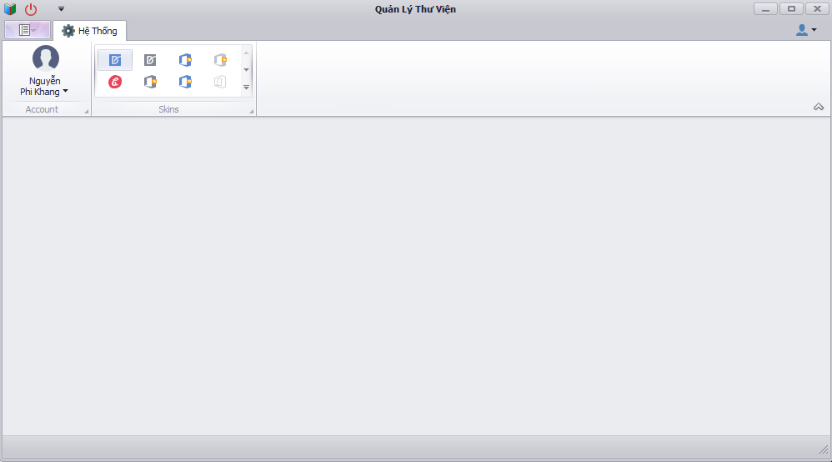 Quản Lý Thư Viện
Hệ Thống
Nguyễn
Phi Khang
Account
Skins